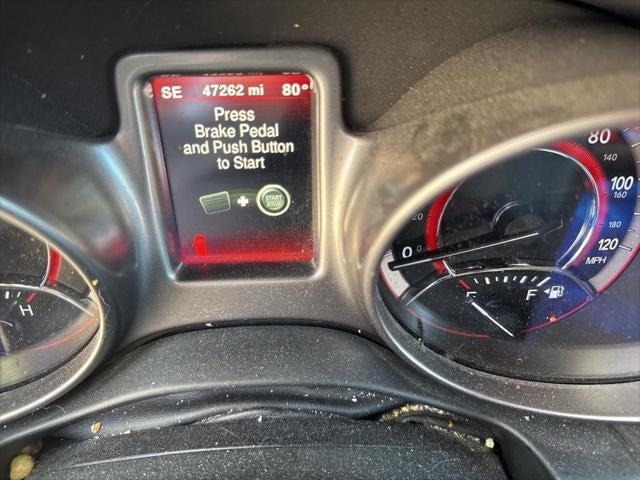 SE 47262 mi 80°
Press
Brake Pedal
and Push Button
to Start
START
STOP
H
0
80
140
100
160
180
120
MPH
E
F